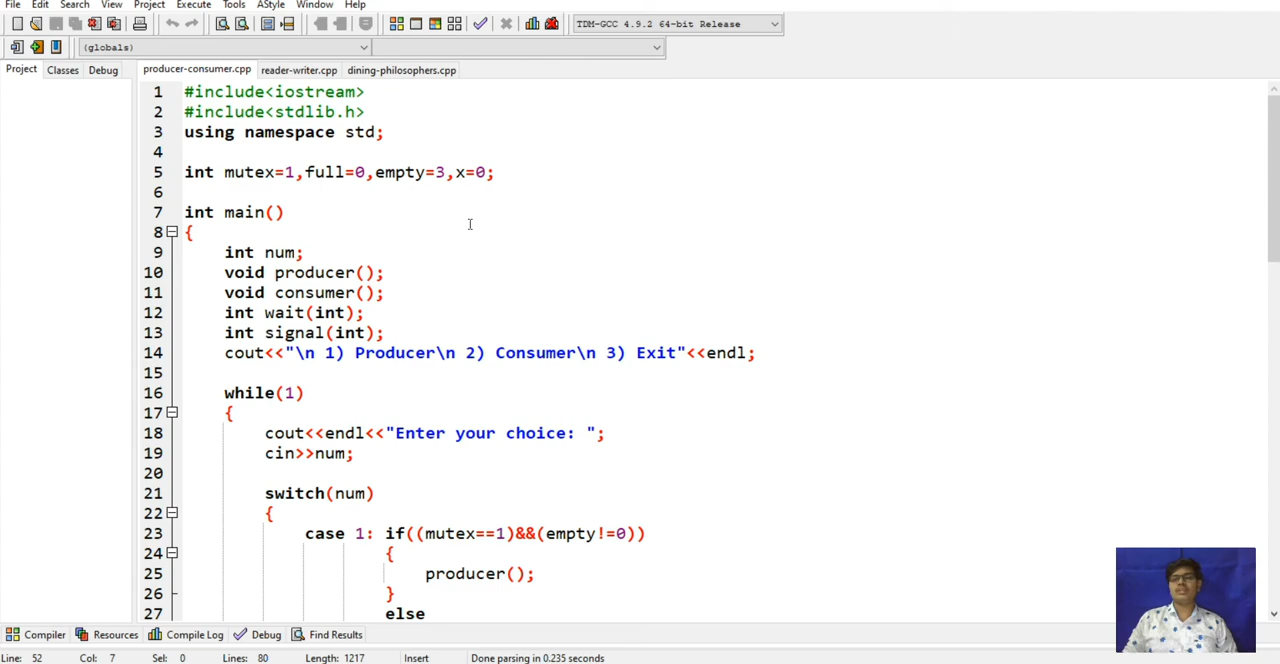 File Edit Search View Project Execute Tools AStyle Window Help
TDM-GCC 4.9.2 64-bit Release
(globals)
Project Classes Debug producer-consumer.cpp reader-writer.cpp dining-philosophers.cpp
1 #include<iostream>
2 #include<stdlib.h>
3 using namespace std;
4
5 int mutex=1,full=0,empty=3,x=0;
6
7 int main()
8 {
9 int num;
10 void producer();
11 void consumer();
12 int wait(int);
13 int signal(int);
14 cout<<"\n 1) Producer\n 2) Consumer\n 3) Exit"<<endl;
15
16 while(1)
17 {
18 cout<<endl<<"Enter your choice: ";
19 cin>>num;
20
21 switch(num)
22 {
23 case 1: if((mutex==1)&&(empty!=0))
24 {
25 producer();
26 }
27 else
Compiler Resources Compile Log Debug Find Results
Line: 52 Col: 7 Sel: 0 Lines: 80 Length: 1217 Insert Done parsing in 0.235 seconds